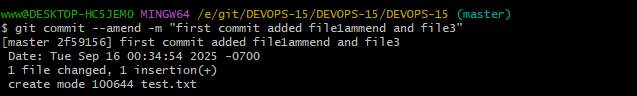 www@DESKTOP-HC5JEMO MINGW64 /e/git/DEVOPS-15/DEVOPS-15/DEVOPS-15 (master)
$ git commit --amend -m "first commit added file1ammend and file3"
[master 2f59156] first commit added file1ammend and file3
 Date: Tue Sep 16 00:34:54 2025 -0700
 1 file changed, 1 insertion(+)
 create mode 100644 test.txt